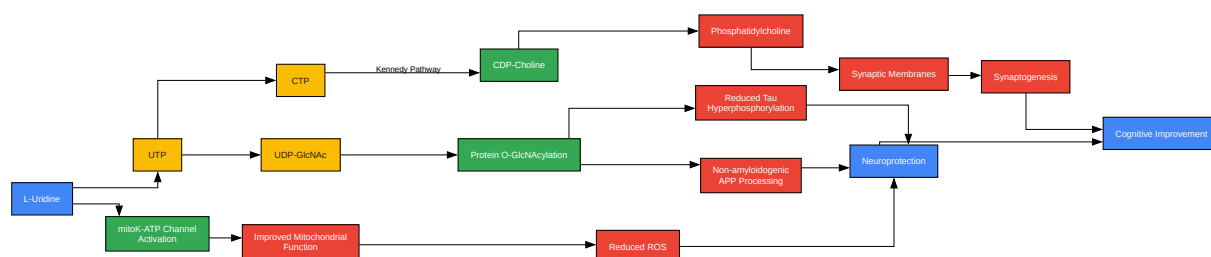 Phosphatidylcholine
Kennedy Pathway
CDP-Choline
CTP
Synaptic Membranes
Synaptogenesis
Reduced Tau
Hyperphosphorylation
Cognitive Improvement
UTP
UDP-GlcNAc
Protein O-GlcNAcylation
Neuroprotection
Non-amyloidogenic
APP Processing
L-Uridine
mitoK-ATP Channel
Activation
Improved Mitochondrial
Function
Reduced ROS